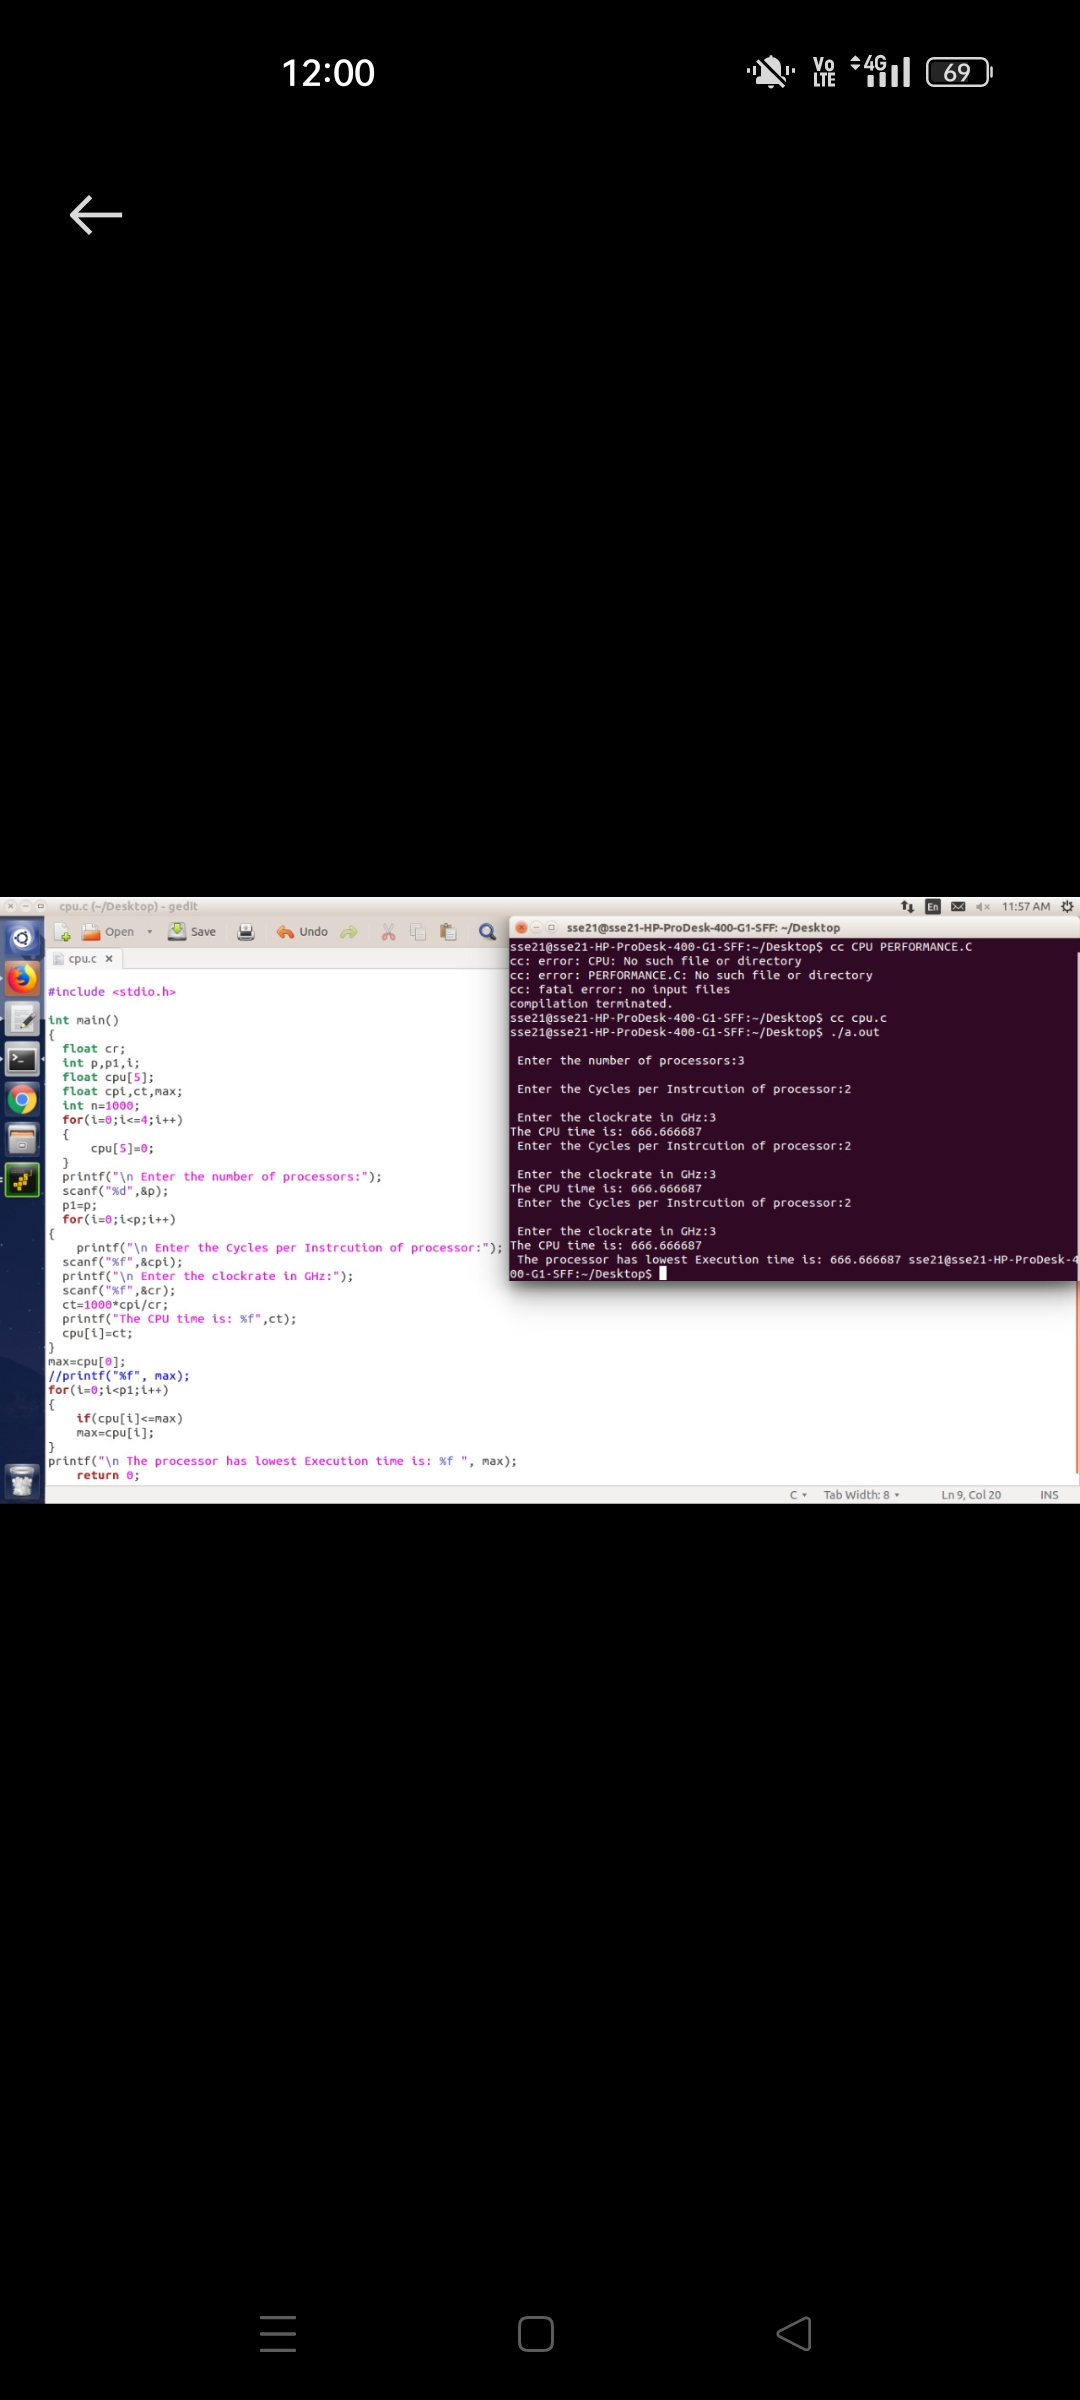 12:00
Vo LTE 4G 69
cpu.c (~/Desktop) - gedit
En 11:57 AM
Open Save Undo
cpu.c
#include <stdio.h>
int main()
{
float cr;
int p,p1,i;
float cpu[5];
float cpi,ct,max;
int n=1000;
for(i=0;i<=4;i++)
{
cpu[5]=0;
}
printf("\n Enter the number of processors:");
scanf("%d",&p);
p1=p;
for(i=0;i<p;i++)
{
printf("\n Enter the Cycles per Instrcution of processor:");
scanf("%f",&cpi);
printf("\n Enter the clockrate in GHz:");
scanf("%f",&cr);
ct=1000*cpi/cr;
printf("The CPU time is: %f",ct);
cpu[i]=ct;
}
max=cpu[0];
//printf("%f", max);
for(i=0;i<p1;i++)
{
if(cpu[i]<=max)
max=cpu[i];
}
printf("\n The processor has lowest Execution time is: %f ", max);
return 0;
sse21@sse21-HP-ProDesk-400-G1-SFF: ~/Desktop
sse21@sse21-HP-ProDesk-400-G1-SFF:~/Desktop$ cc CPU PERFORMANCE.C
cc: error: CPU: No such file or directory
cc: error: PERFORMANCE.C: No such file or directory
cc: fatal error: no input files
compilation terminated.
sse21@sse21-HP-ProDesk-400-G1-SFF:~/Desktop$ cc cpu.c
sse21@sse21-HP-ProDesk-400-G1-SFF:~/Desktop$ ./a.out
Enter the number of processors:3
Enter the Cycles per Instrcution of processor:2
Enter the clockrate in GHz:3
The CPU time is: 666.666687
Enter the Cycles per Instrcution of processor:2
Enter the clockrate in GHz:3
The CPU time is: 666.666687
Enter the Cycles per Instrcution of processor:2
Enter the clockrate in GHz:3
The CPU time is: 666.666687
The processor has lowest Execution time is: 666.666687 sse21@sse21-HP-ProDesk-4
00-G1-SFF:~/Desktop$
C Tab Width: 8 Ln 9, Col 20 INS